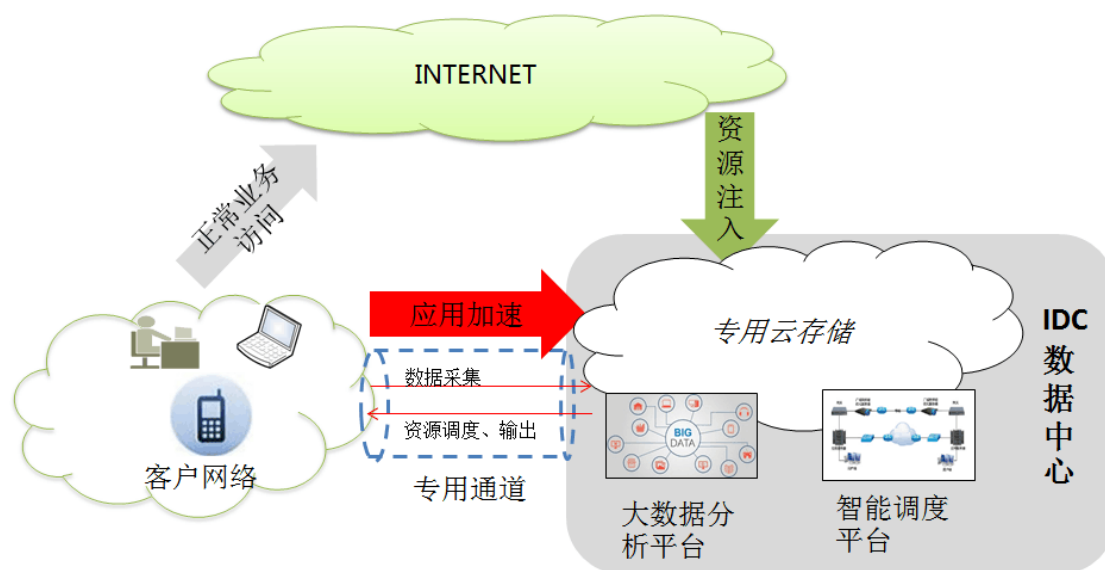 INTERNET
资
源
注
入
正常业务
访问
应用加速
专用云存储
IDC
数
据
中
心
数据采集
资源调度、输出
BIG
DATA
客户网络
专用通道
大数据分
析平台
智能调度
平台